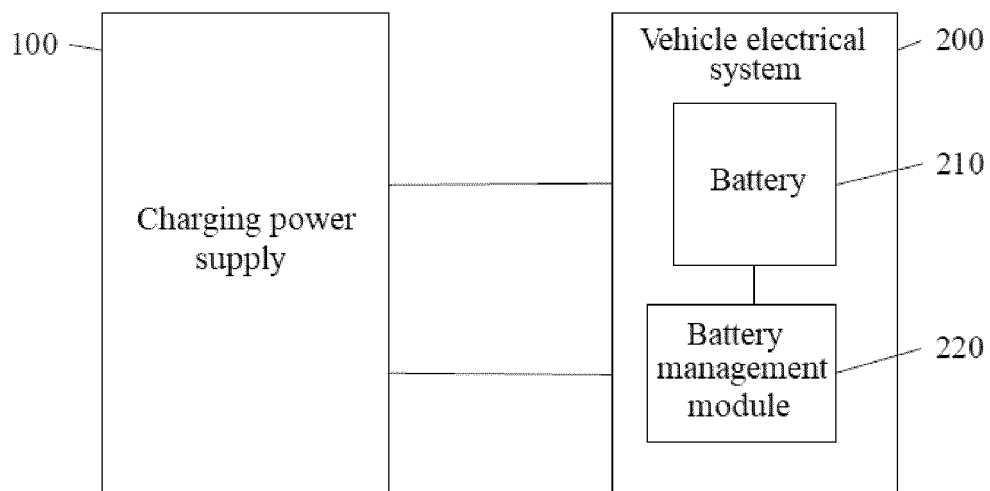 100
Charging power
supply
Vehicle electrical
system
200
Battery
210
Battery
management
module
220